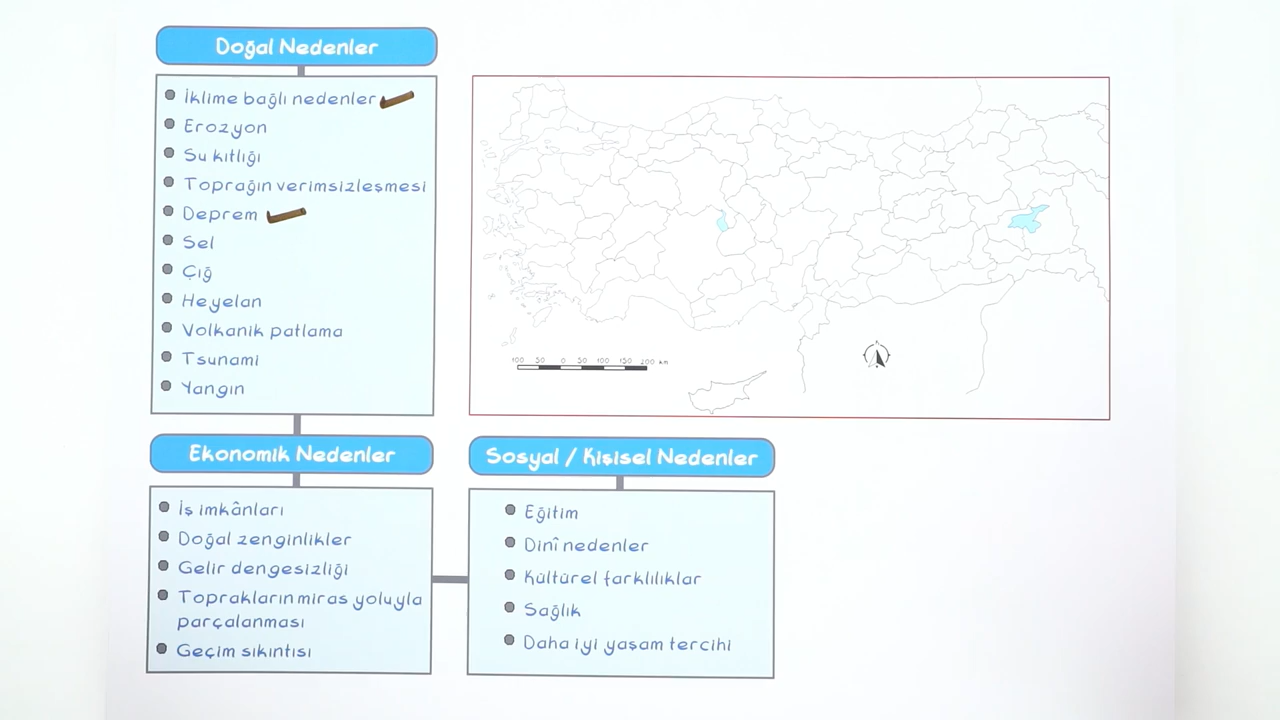 Doğal Nedenler
İklime bağlı nedenler
Erozyon
Su kıtlığı
Toprağın verimsizleşmesi
Deprem
Sel
Çığ
Heyelan
Volkanik patlama
Tsunami
Yangın
100 50 0 50 100 150 200 km
Ekonomik Nedenler
İş imkânları
Doğal zenginlikler
Gelir dengesizliği
Toprakların miras yoluyla
parçalanması
Geçim sıkıntısı
Sosyal / Kişisel Nedenler
Eğitim
Dinî nedenler
Kültürel farklılıklar
Sağlık
Daha iyi yaşam tercihi